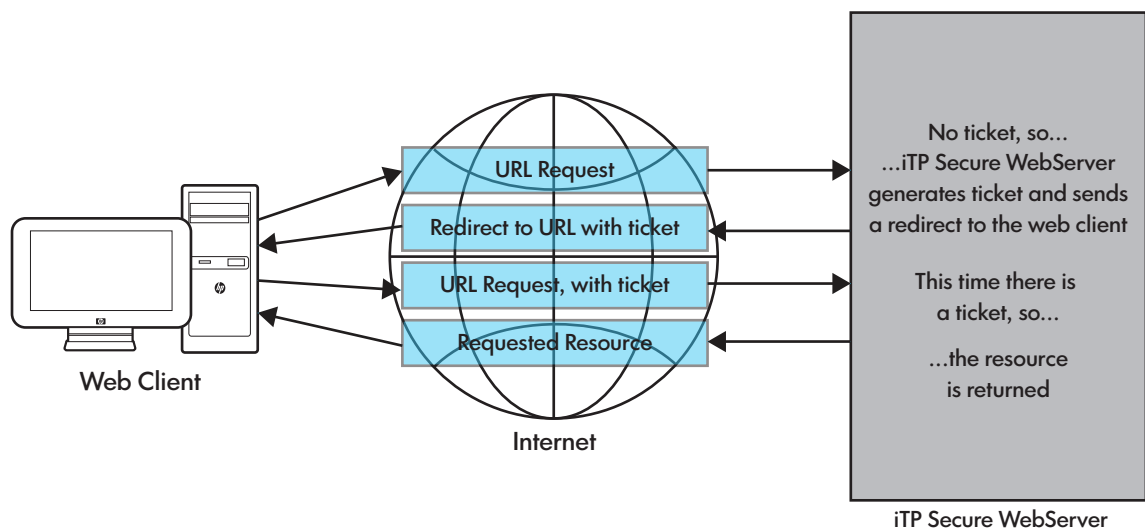 URL Request
Redirect to URL with ticket
URL Request, with ticket
Requested Resource
Web Client
Internet
No ticket, so...
...iTP Secure WebServer
generates ticket and sends
a redirect to the web client
This time there is
a ticket, so...
...the resource
is returned
iTP Secure WebServer